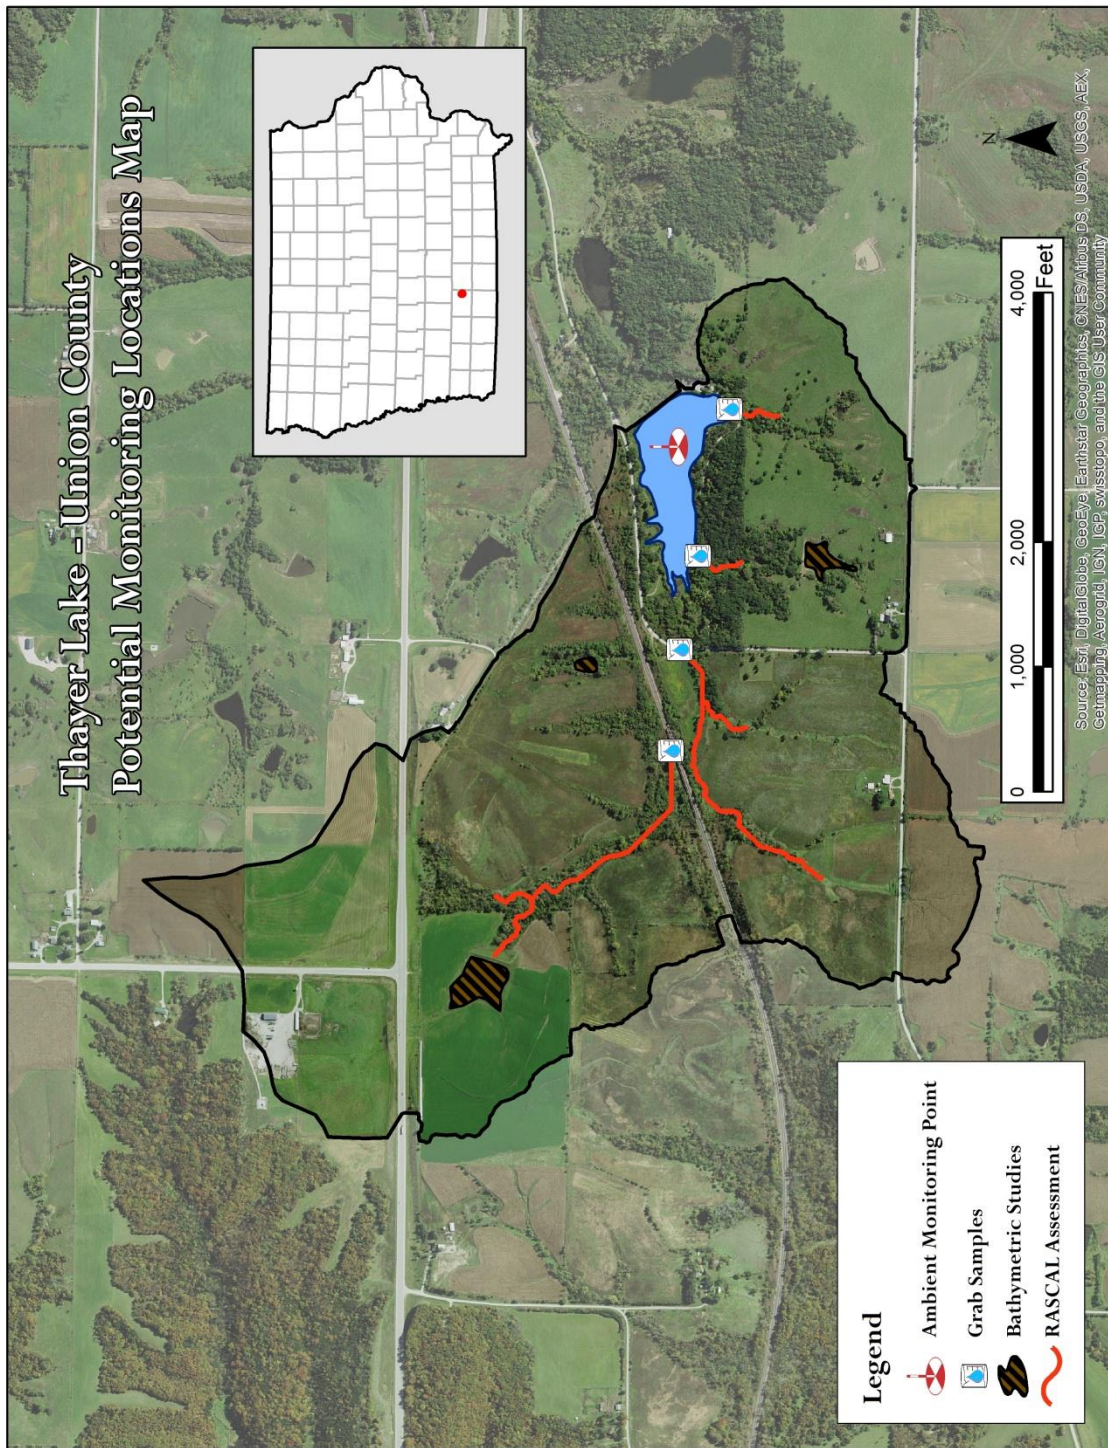 Thayer Lake - Union County
Potential Monitoring Locations Map
Legend
Ambient Monitoring Point
Grab Samples
Bathymetric Studies
RASCAL Assessment
N
0 1,000 2,000 4,000
Feet
Source: Esri, DigitalGlobe, GeoEye, Earthstar Geographics, CNES/Airbus DS, USDA, USGS, AEX,
Getmapping, Aerogrid, IGN, IGP, swisstopo, and the GIS User Community